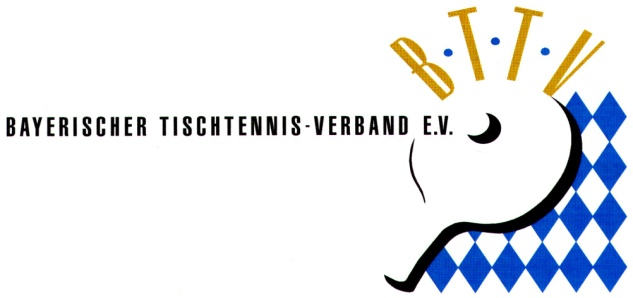 B·T·T·V
BAYERISCHER TISCHTENNIS-VERBAND E.V.